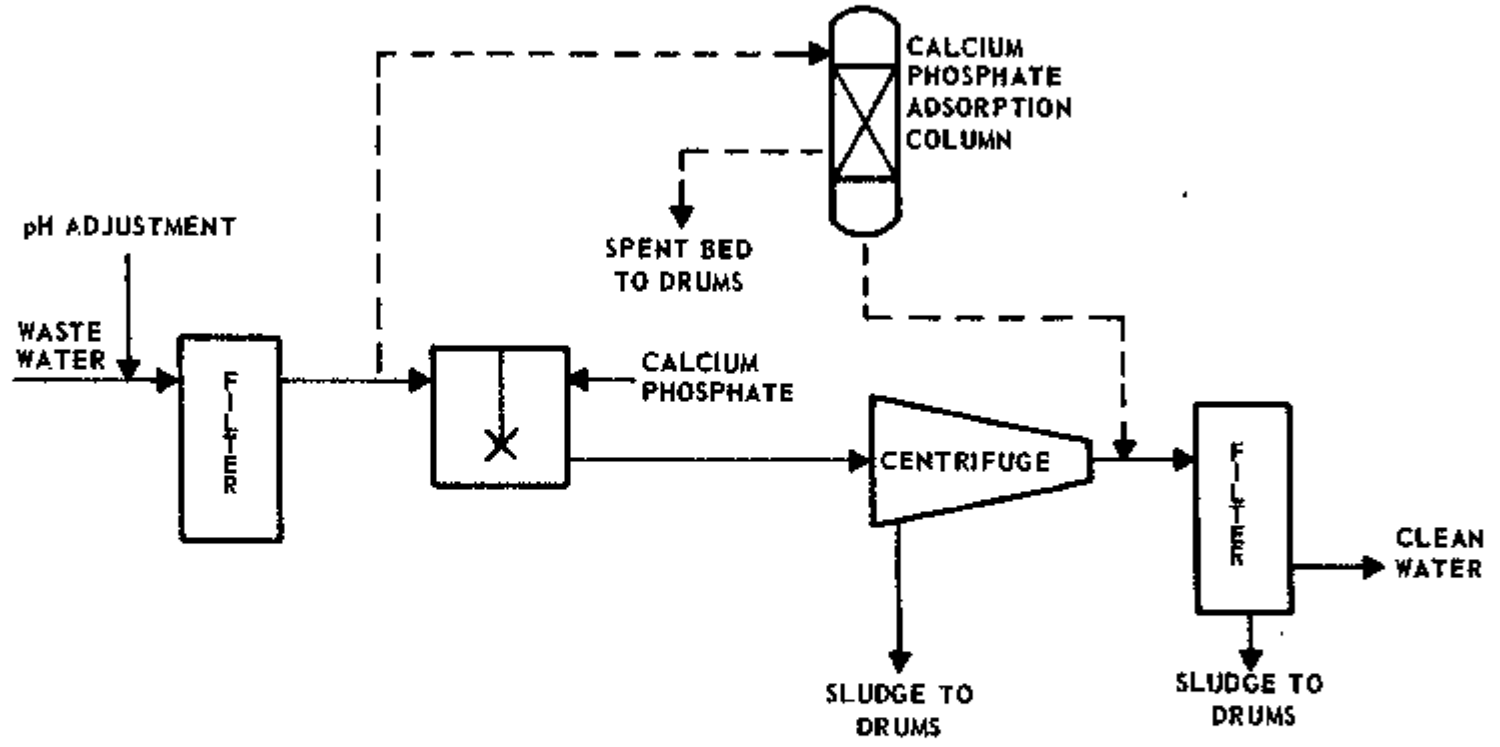 CALCIUM
PHOSPHATE
ADSORPTION
COLUMN
pH ADJUSTMENT
SPENT BED
TO DRUMS
WASTE
WATER
FILTER
CALCIUM
PHOSPHATE
CENTRIFUGE
FILTER
CLEAN
WATER
SLUDGE TO
DRUMS
SLUDGE TO
DRUMS